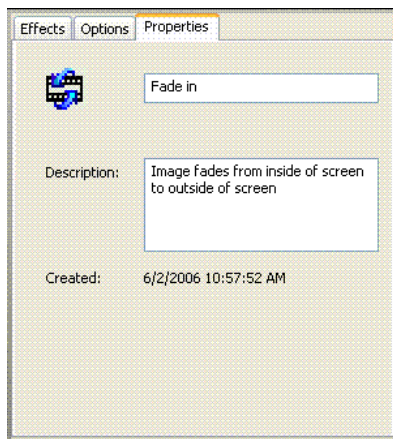 Effects Options Properties
Fade in
Description: Image fades from inside of screen
to outside of screen
Created: 6/2/2006 10:57:52 AM